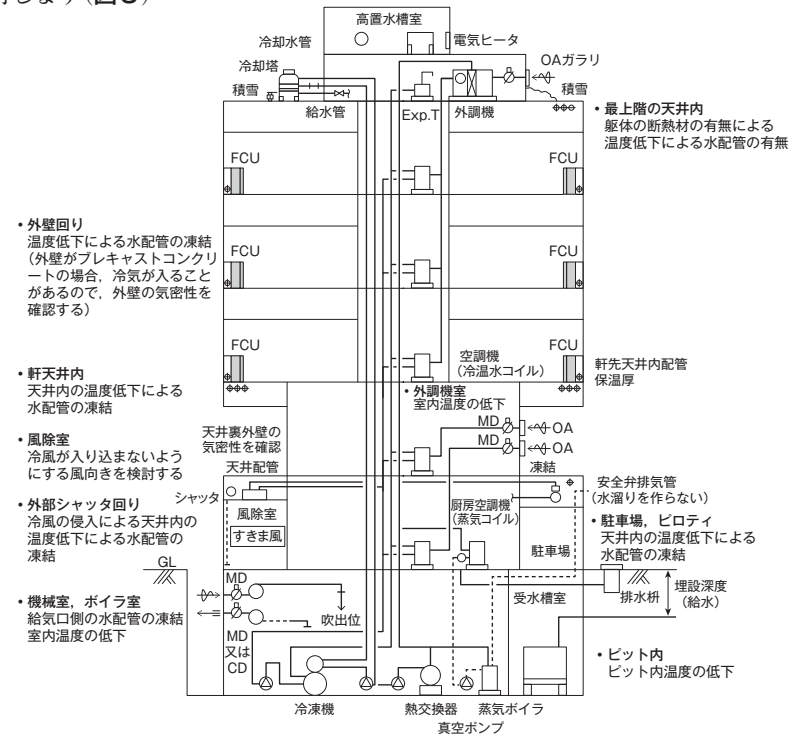 討します(図3)
高置水槽室
冷却水管
電気ヒータ
冷却塔
OAガラリ
積雪
積雪
給水管
Exp.T
外調機
・最上階の天井内
躯体の断熱材の有無による
温度低下による水配管の有無
FCU
FCU
・外壁回り
温度低下による水配管の凍結
(外壁がプレキャストコンクリ
ートの場合,冷気が入ること
があるので,外壁の気密性を
確認する)
FCU
FCU
FCU
FCU
空調機
(冷温水コイル)
軒先天井内配管
保温厚
・軒天井内
天井内の温度低下による
水配管の凍結
・外調機室
室内温度の低下
MD
OA
MD
OA
天井裏外壁の
気密性を確認
天井配管
凍結
・風除室
冷風が入り込まないよう
にする風向きを検討する
安全弁排気管
(水溜りを作らない)
シャッタ
風除室
すきま風
厨房空調機
(蒸気コイル)
・外部シャッタ回り
冷風の侵入による天井内の
温度低下による水配管の
凍結
・駐車場,ピロティ
天井内の温度低下による
水配管の凍結
駐車場
GL
MD
受水槽室
排水枡
埋設深度
(給水)
・機械室,ボイラ室
給気口側の水配管の凍結
室内温度の低下
吹出位
MD
又は
CD
・ピット内
ピット内温度の低下
冷凍機
熱交換器
蒸気ボイラ
真空ポンプ